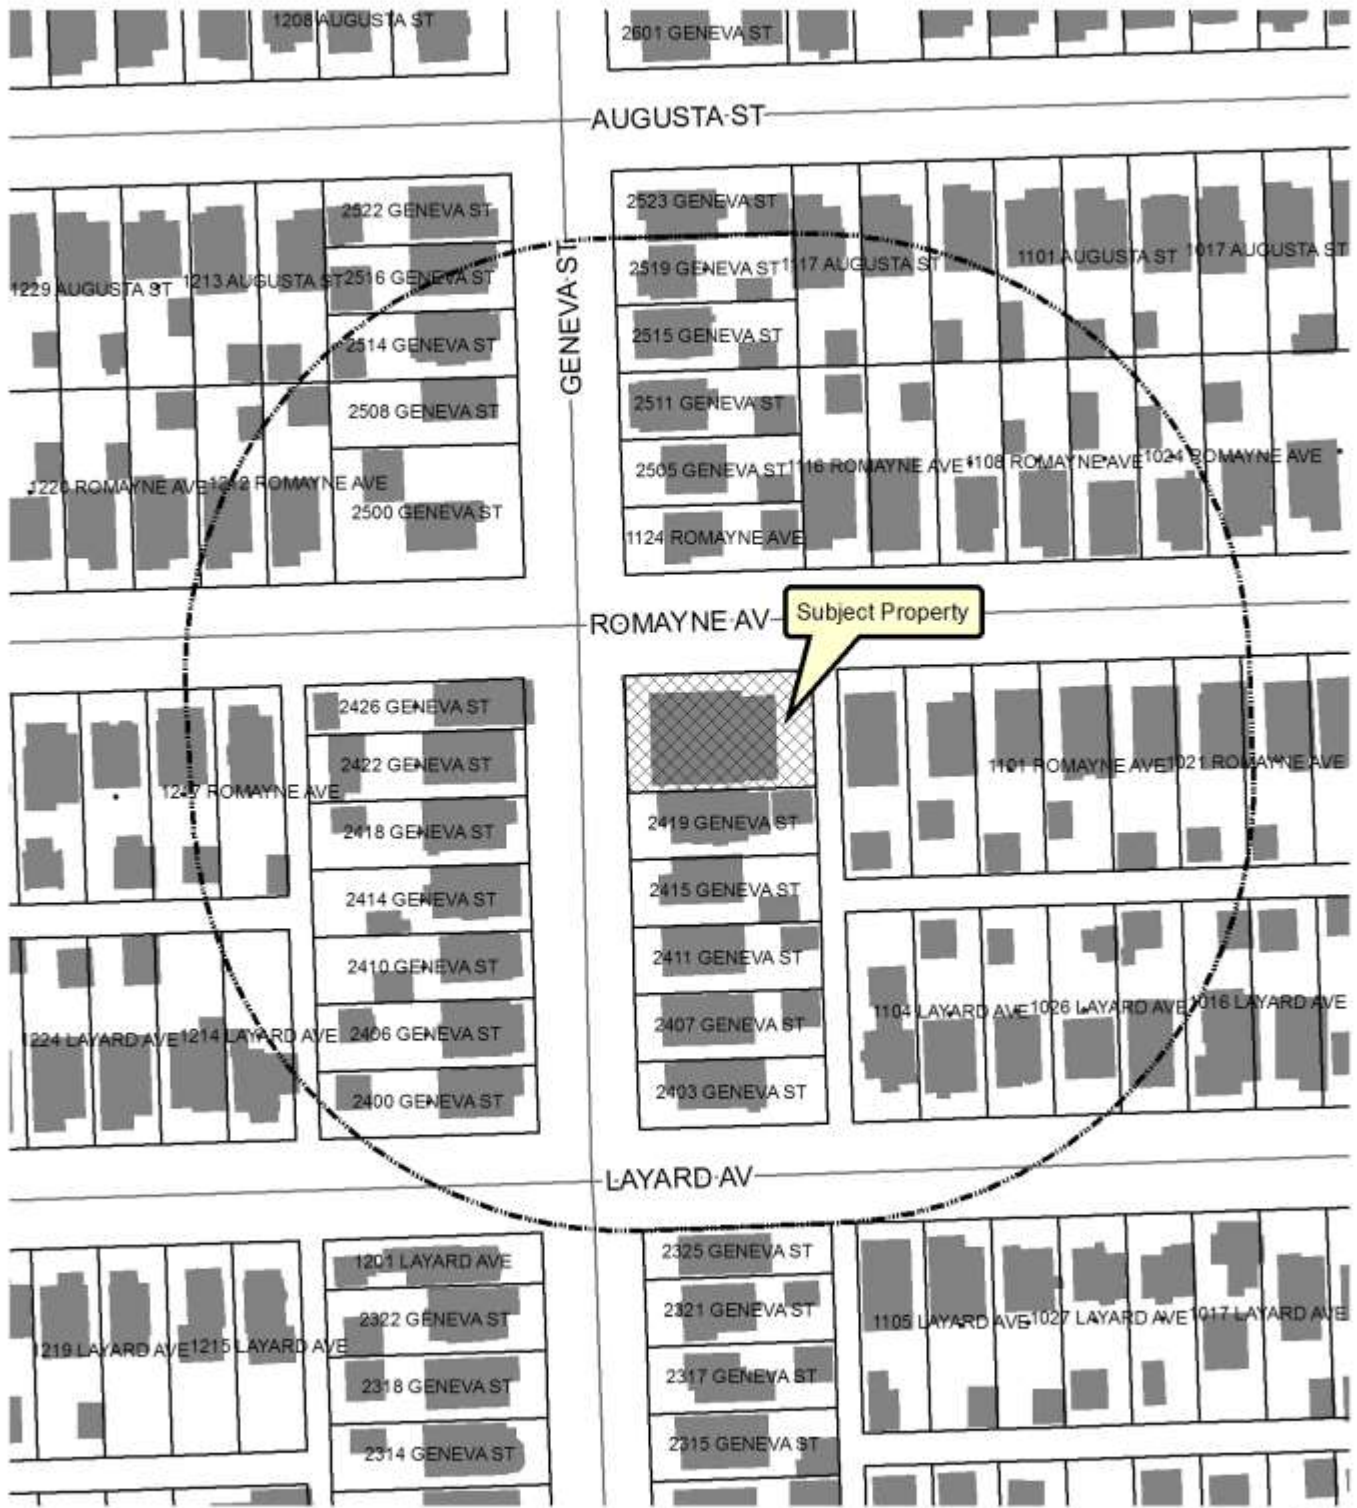 1208 AUGUSTA ST
2601 GENEVA ST
AUGUSTA ST
2522 GENEVA ST
2523 GENEVA ST
GENEVA ST
1229 AUGUSTA ST
1213 AUGUSTA ST
2516 GENEVA ST
2519 GENEVA ST
1117 AUGUSTA ST
1101 AUGUSTA ST
1017 AUGUSTA ST
2514 GENEVA ST
2515 GENEVA ST
2508 GENEVA ST
2511 GENEVA ST
1220 ROMAYNE AVE
1212 ROMAYNE AVE
2500 GENEVA ST
2505 GENEVA ST
1116 ROMAYNE AVE
1108 ROMAYNE AVE
1024 ROMAYNE AVE
1124 ROMAYNE AVE
ROMAYNE AV
Subject Property
2426 GENEVA ST
2422 GENEVA ST
1217 ROMAYNE AVE
1101 ROMAYNE AVE
1021 ROMAYNE AVE
2418 GENEVA ST
2419 GENEVA ST
2414 GENEVA ST
2415 GENEVA ST
2410 GENEVA ST
2411 GENEVA ST
1224 LAYARD AVE
1214 LAYARD AVE
2406 GENEVA ST
2407 GENEVA ST
1104 LAYARD AVE
1026 LAYARD AVE
1016 LAYARD AVE
2400 GENEVA ST
2403 GENEVA ST
LAYARD AV
1201 LAYARD AVE
2325 GENEVA ST
2322 GENEVA ST
2321 GENEVA ST
1105 LAYARD AVE
1027 LAYARD AVE
1017 LAYARD AVE
1219 LAYARD AVE
1215 LAYARD AVE
2318 GENEVA ST
2317 GENEVA ST
2314 GENEVA ST
2315 GENEVA ST